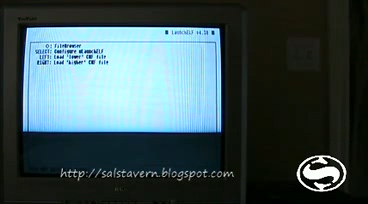 LaunchELF v4.30
O: FileBrowser
SELECT: Configure uLaunchELF
LEFT: Load 'lower' CNF file
RIGHT: Load 'higher' CNF file
http://salstavern.blogspot.com
S